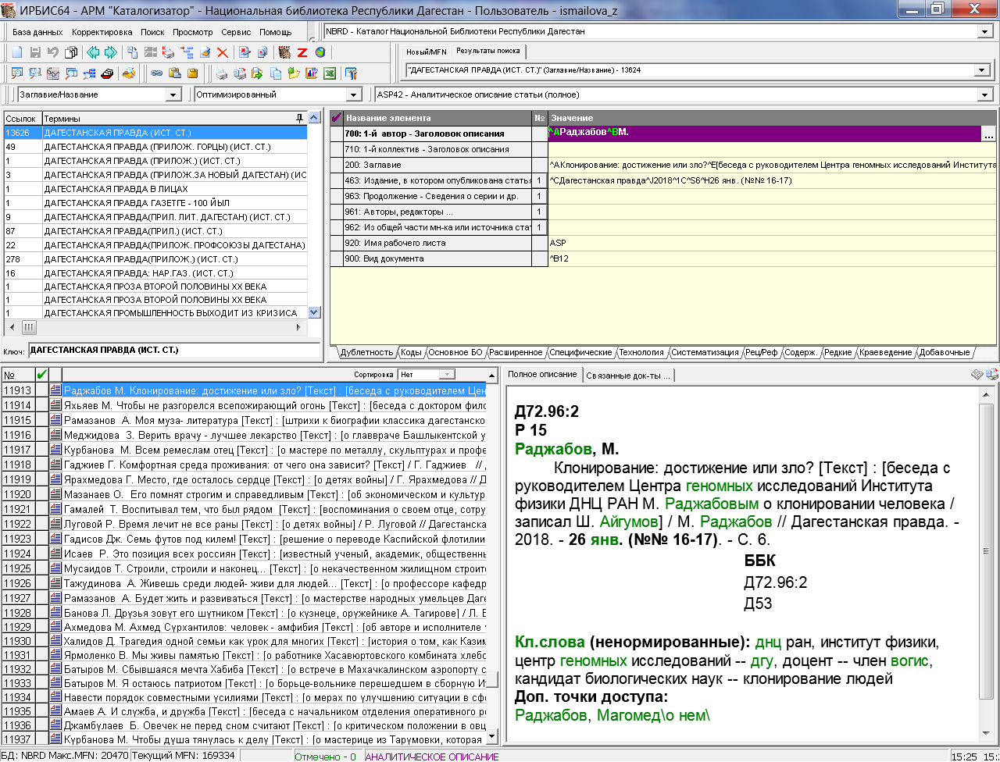 ИРБИС64 - АРМ "Каталогизатор" - Национальная библиотека Республики Дагестан - Пользователь - ismailova_z
База данных Корректировка Поиск Просмотр Сервис Помощь
NBRD - Каталог Национальной Библиотеки Республики Дагестан
Новый/MFN Результаты поиска
"ДАГЕСТАНСКАЯ ПРАВДА (ИСТ. СТ.)" (Заглавие/Название) - 13624
Заглавие/Название
Оптимизированный
ASP42 - Аналитическое описание статьи (полное)
Ссылок Термины
13626 ДАГЕСТАНСКАЯ ПРАВДА (ИСТ. СТ.)
49 ДАГЕСТАНСКАЯ ПРАВДА (ПРИЛОЖ. ГОРЦЫ) (ИСТ. СТ.)
1 ДАГЕСТАНСКАЯ ПРАВДА (ПРИЛОЖ.) (ИСТ. СТ.)
3 ДАГЕСТАНСКАЯ ПРАВДА (ПРИЛОЖ.ЗА НОВЫЙ ДАГЕСТАН) (ИС
1 ДАГЕСТАНСКАЯ ПРАВДА В ЛИЦАХ
1 ДАГЕСТАНСКАЯ ПРАВДА ГАЗЕТГЕ - 100 ЙЫЛ
9 ДАГЕСТАНСКАЯ ПРАВДА(ПРИЛ. ЛИТ. ДАГЕСТАН) (ИСТ. СТ.)
87 ДАГЕСТАНСКАЯ ПРАВДА(ПРИЛ.) (ИСТ. СТ.)
22 ДАГЕСТАНСКАЯ ПРАВДА(ПРИЛОЖ. ПРОФСОЮЗЫ ДАГЕСТАНА)
278 ДАГЕСТАНСКАЯ ПРАВДА(ПРИЛОЖ.) (ИСТ. СТ.)
16 ДАГЕСТАНСКАЯ ПРАВДА: НАР.ГАЗ. (ИСТ. СТ.)
1 ДАГЕСТАНСКАЯ ПРОЗА ВТОРОЙ ПОЛОВИНЫ XX ВЕКА
1 ДАГЕСТАНСКАЯ ПРОЗА ВТОРОЙ ПОЛОВИНЫ ХХ ВЕКА
1 ДАГЕСТАНСКАЯ ПРОМЫШЛЕННОСТЬ ВЫХОДИТ ИЗ КРИЗИСА
Ключ: ДАГЕСТАНСКАЯ ПРАВДА (ИСТ. СТ.)
Название элемента № Значение
700: 1-й автор - Заголовок описания ^AРаджабов^BМ. ...
710: 1-й коллектив - Заголовок описания
200: Заглавие ^AКлонирование: достижение или зло?^E[беседа с руководителем Центра геномных исследований Института
463: Издание, в котором опубликована статья 1 ^CДагестанская правда^J2018^1С^S6^H26 янв. (№№ 16-17)
963: Продолжение - Сведения о серии и др. 1
961: Авторы, редакторы ... 1
962: Из общей части мн-ка или источника стат 1
920: Имя рабочего листа ASP
900: Вид документа ^B12
Дублетность Коды Основное БО Расширенное Специфические Технология Систематизация Рец/Реф Содерж. Редкие Краеведение Добавочные
№ Сортировка Нет
11913 Раджабов М. Клонирование: достижение или зло? [Текст] : [беседа с руководителем Цен
11914 Яхьяев М. Чтобы не разгорелся всепожирающий огонь [Текст] : [беседа с доктором фило
11915 Рамазанов А. Моя муза- литература [Текст] : [штрихи к биографии классика дагестанско
11916 Меджидова З. Верить врачу - лучшее лекарство [Текст] : [о главвраче Башлыкентской у
11917 Курбанова М. Всем ремеслам отец [Текст] : [о мастере по металлу, скульптурах и профе
11918 Гаджиев Г. Комфортная среда проживания: от чего она зависит? [Текст] / Г. Гаджиев // Д
11919 Ярахмедова Г. Место, где осталось сердце [Текст] : [о детях войны] / Г. Ярахмедова // Д
11920 Мазанаев О. Его помнят строгим и справедливым [Текст] : [об экономическом и культур
11921 Гамалей Т. Воспитывал тем, что был рядом [Текст] : [воспоминания о своем отце, сотру
11922 Луговой Р. Время лечит не все раны [Текст] : [о детях войны] / Р. Луговой // Дагестанска
11923 Гадисов Дж. Семь футов под килем! [Текст] : [решение о переводе Каспийской флотилии
11924 Исаев Р. Это позиция всех россиян [Текст] : [известный ученый, академик, общественн
11925 Мусаидов Т. Строили, строили и наконец... [Текст] : [о некачественном жилищном строите
11926 Тажудинова А. Живешь среди людей- живи для людей... [Текст] : [о профессоре кафедр
11927 Рамазанов А. Будет жить и развиваться [Текст] : [о мастерстве народных умельцев Даге
11928 Банова Л. Друзья зовут его шутником [Текст] : [о кузнеце, оружейнике А. Тагирове] / Л. Б
11929 Ахмедова М. Ахмед Сурхантилов: человек - амфибия [Текст] : [об авторе и исполнителе
11930 Халидов Д. Трагедия одной семьи как урок для многих [Текст] : [история о том, как Казим
11931 Ярмоленко В. Мы живы памятью [Текст] : [о работнике Хасавюртовского комбината хлебо
11932 Батыров М. Сбывшаяся мечта Хабиба [Текст] : [о встрече в Махачкалинском аэропорту с
11933 Батыров М. Я остаюсь патриотом [Текст] : [о борьце-вольнике перешедшем в сборную И
11934 Навести порядок совместными усилиями [Текст] : [о мерах по улучшению ситуации в сф
11935 Амаев А. И служба, и дружба [Текст] : [беседа с начальником отделения оперативного р
11936 Джамбулаев Б. Овечек не перед сном считают [Текст] : [о критическом положении в овц
11937 Курбанова М. Чтобы душа тянулась к делу [Текст] : [о мастерице из Тарумовки, которая
Полное описание Связанные док-ты ...
Д72.96:2
Р 15
Раджабов, М.
Клонирование: достижение или зло? [Текст] : [беседа с
руководителем Центра геномных исследований Института
физики ДНЦ РАН М. Раджабовым о клонировании человека /
записал Ш. Айгумов] / М. Раджабов // Дагестанская правда. -
2018. - 26 янв. (№№ 16-17). - С. 6.
ББК
Д72.96:2
Д53
Кл.слова (ненормированные): днц ран, институт физики,
центр геномных исследований -- дгу, доцент -- член вогис,
кандидат биологических наук -- клонирование людей
Доп. точки доступа:
Раджабов, Магомед\о нем\
БД: NBRD Макс.MFN: 20470 Текущий MFN: 169334 Отмечено - 0 АНАЛИТИЧЕСКОЕ ОПИСАНИЕ 15:25 15: